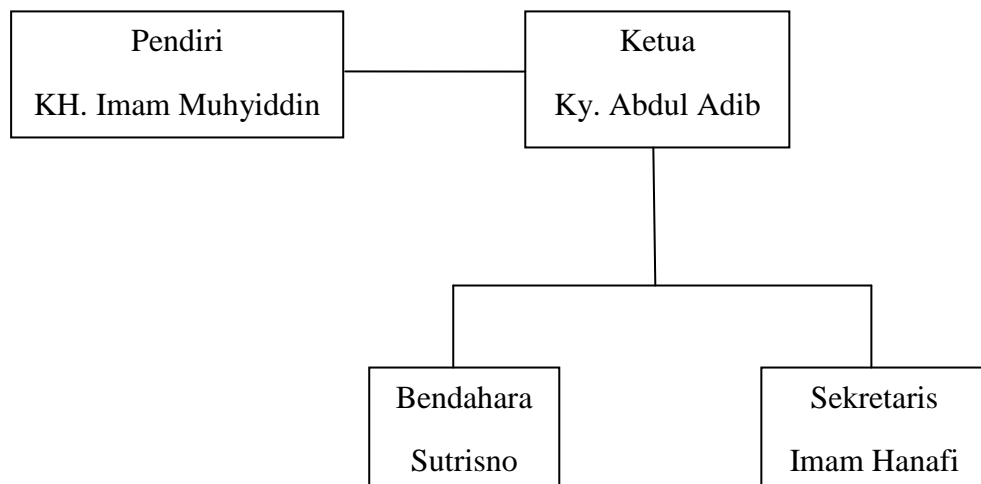 Pendiri
KH. Imam Muhyiddin
Ketua
Ky. Abdul Adib
Bendahara
Sutrisno
Sekretaris
Imam Hanafi